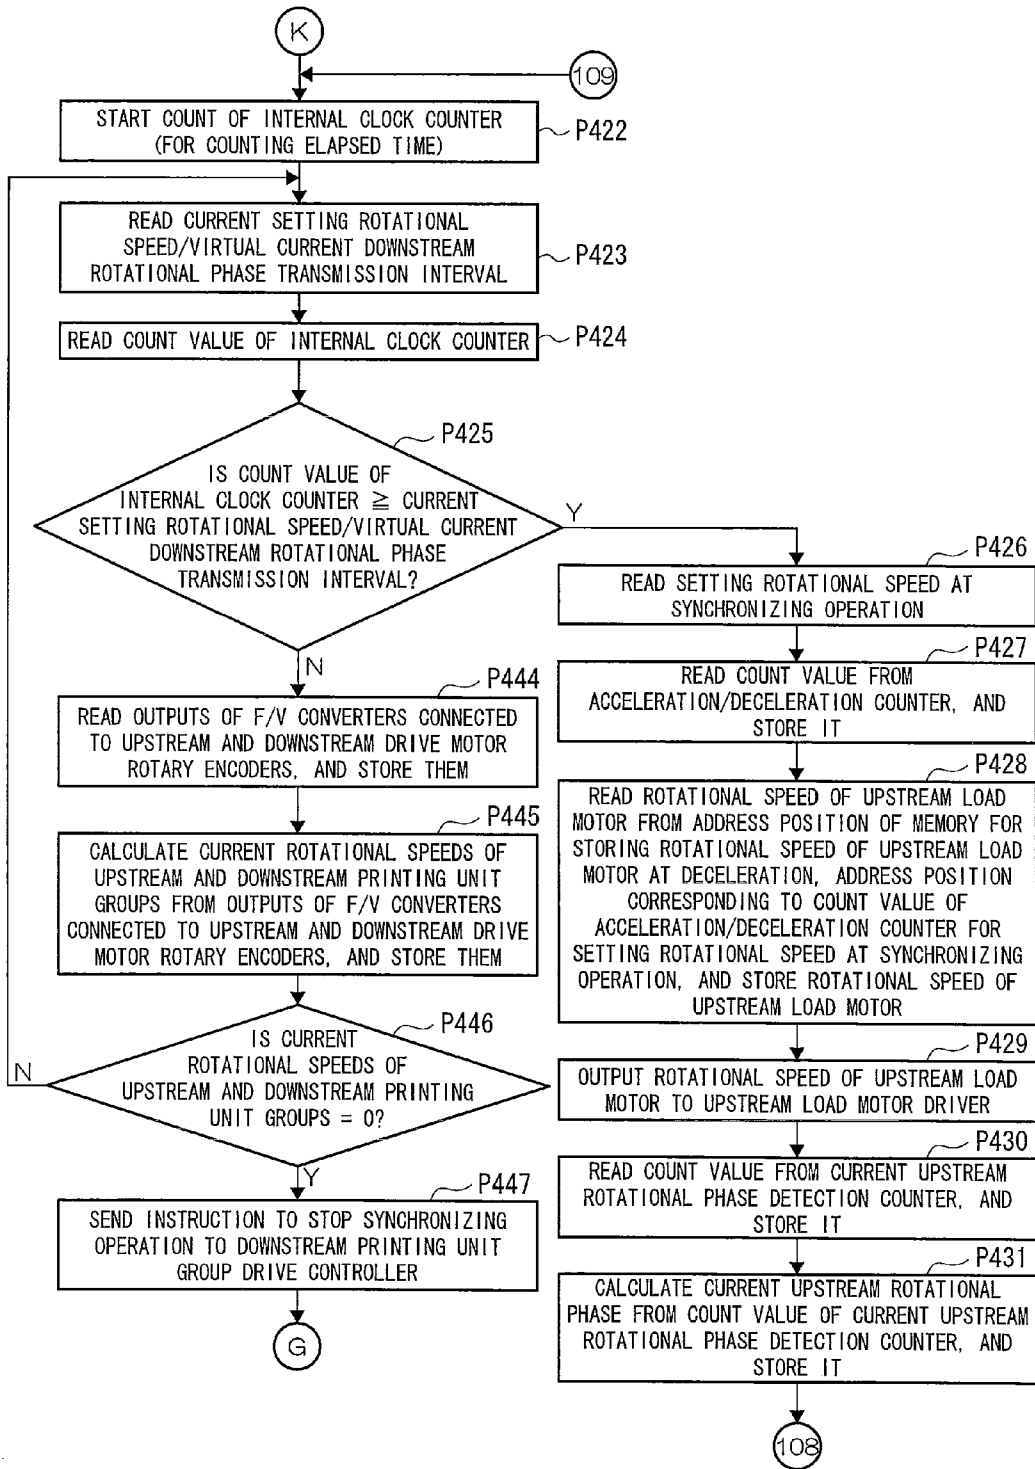 K
109
START COUNT OF INTERNAL CLOCK COUNTER
(FOR COUNTING ELAPSED TIME)
P422
READ CURRENT SETTING ROTATIONAL
SPEED/VIRTUAL CURRENT DOWNSTREAM
ROTATIONAL PHASE TRANSMISSION INTERVAL
P423
READ COUNT VALUE OF INTERNAL CLOCK COUNTER
P424
P425
IS COUNT VALUE OF
INTERNAL CLOCK COUNTER ≧ CURRENT
SETTING ROTATIONAL SPEED/VIRTUAL CURRENT
DOWNSTREAM ROTATIONAL PHASE
TRANSMISSION INTERVAL?
Y
N
P444
READ OUTPUTS OF F/V CONVERTERS CONNECTED
TO UPSTREAM AND DOWNSTREAM DRIVE MOTOR
ROTARY ENCODERS, AND STORE THEM
P445
CALCULATE CURRENT ROTATIONAL SPEEDS OF
UPSTREAM AND DOWNSTREAM PRINTING UNIT
GROUPS FROM OUTPUTS OF F/V CONVERTERS
CONNECTED TO UPSTREAM AND DOWNSTREAM DRIVE
MOTOR ROTARY ENCODERS, AND STORE THEM
P446
IS CURRENT
ROTATIONAL SPEEDS OF
UPSTREAM AND DOWNSTREAM PRINTING
UNIT GROUPS = 0?
N
Y
P447
SEND INSTRUCTION TO STOP SYNCHRONIZING
OPERATION TO DOWNSTREAM PRINTING UNIT
GROUP DRIVE CONTROLLER
G
P426
READ SETTING ROTATIONAL SPEED AT
SYNCHRONIZING OPERATION
P427
READ COUNT VALUE FROM
ACCELERATION/DECELERATION COUNTER, AND
STORE IT
P428
READ ROTATIONAL SPEED OF UPSTREAM LOAD
MOTOR FROM ADDRESS POSITION OF MEMORY FOR
STORING ROTATIONAL SPEED OF UPSTREAM LOAD
MOTOR AT DECELERATION, ADDRESS POSITION
CORRESPONDING TO COUNT VALUE OF
ACCELERATION/DECELERATION COUNTER FOR
SETTING ROTATIONAL SPEED AT SYNCHRONIZING
OPERATION, AND STORE ROTATIONAL SPEED OF
UPSTREAM LOAD MOTOR
P429
OUTPUT ROTATIONAL SPEED OF UPSTREAM LOAD
MOTOR TO UPSTREAM LOAD MOTOR DRIVER
P430
READ COUNT VALUE FROM CURRENT UPSTREAM
ROTATIONAL PHASE DETECTION COUNTER, AND
STORE IT
P431
CALCULATE CURRENT UPSTREAM ROTATIONAL
PHASE FROM COUNT VALUE OF CURRENT UPSTREAM
ROTATIONAL PHASE DETECTION COUNTER, AND
STORE IT
108